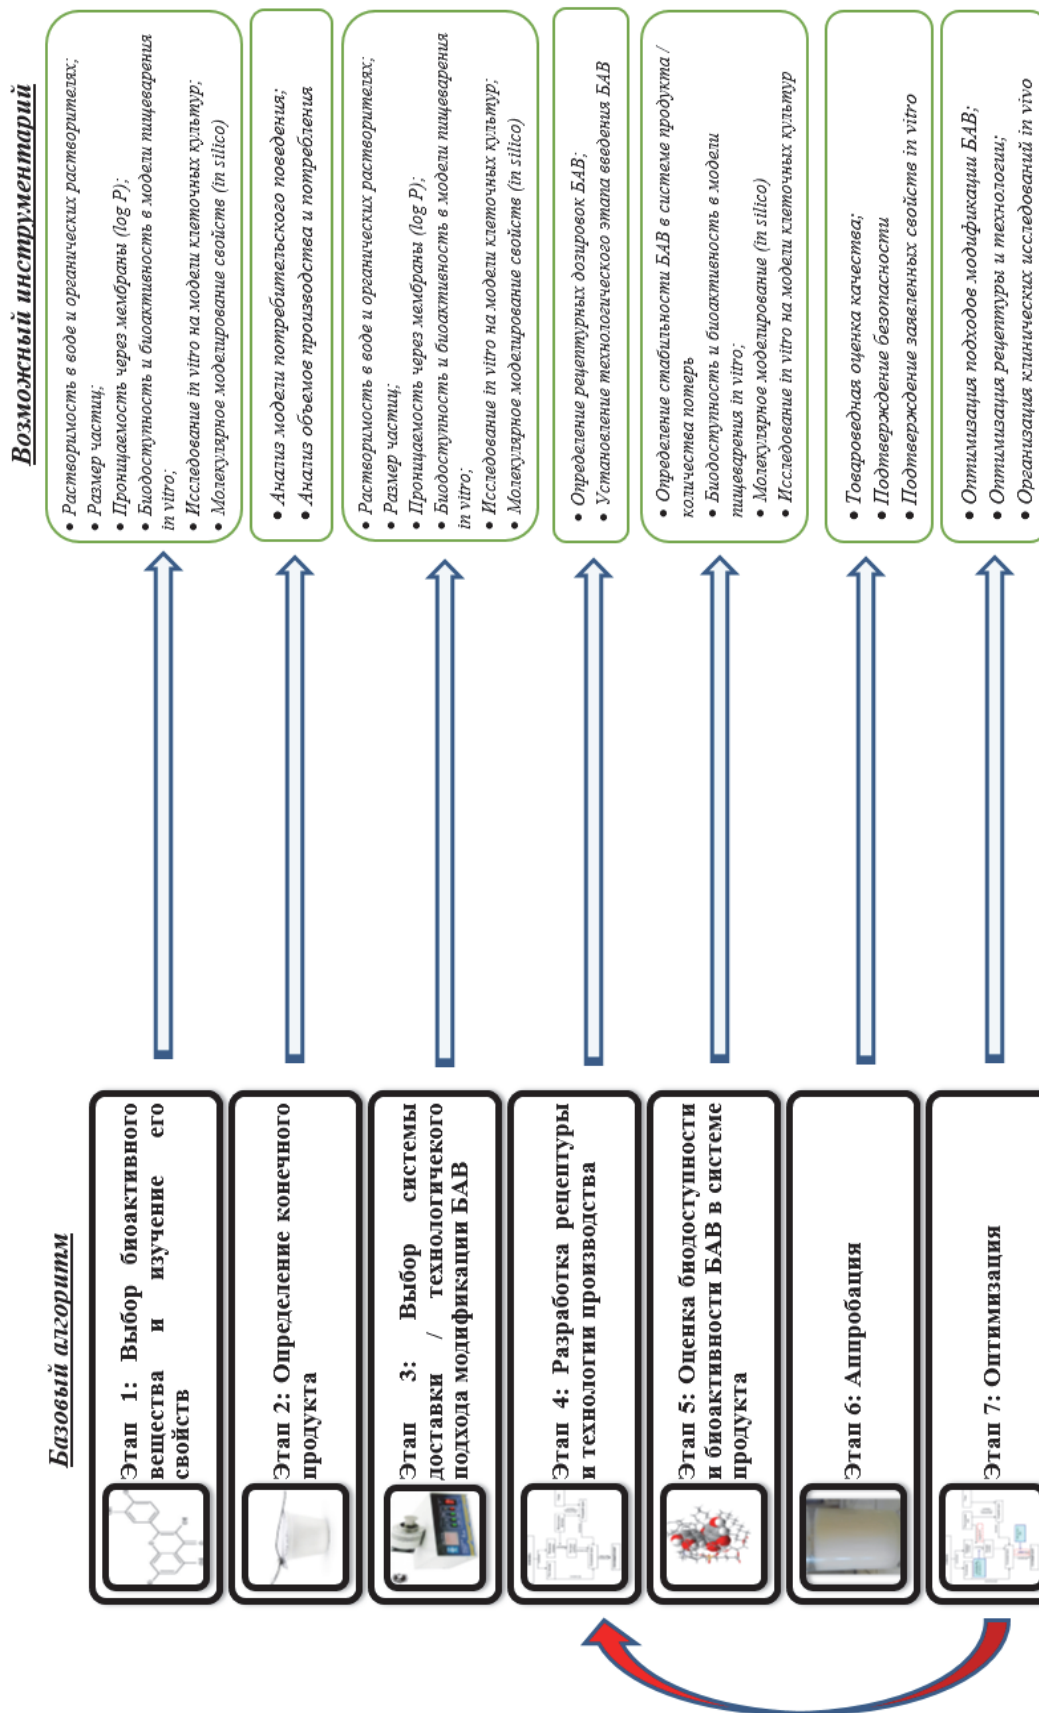 Базовый алгоритм
Возможный инструментарий
Этап 1: Выбор биоактивного
вещества и изучение его
свойств
• Растворимость в воде и органических растворителях;
• Размер частиц;
• Проницаемость через мембраны (log P);
• Биодоступность и биоактивность в модели пищеварения
in vitro;
• Исследование in vitro на модели клеточных культур;
• Молекулярное моделирование свойств (in silico)
Этап 2: Определение конечного
продукта
• Анализ модели потребительского поведения;
• Анализ объемов производства и потребления
Этап 3: Выбор системы
доставки / технологичекого
подхода модификации БАВ
• Растворимость в воде и органических растворителях;
• Размер частиц;
• Проницаемость через мембраны (log P);
• Биодоступность и биоактивность в модели пищеварения
in vitro;
• Исследование in vitro на модели клеточных культур;
• Молекулярное моделирование свойств (in silico)
Этап 4: Разработка рецептуры
и технологии производства
• Определение рецептурных дозировок БАВ;
• Установление технологического этапа введения БАВ
Этап 5: Оценка биодоступности
и биоактивности БАВ в системе
продукта
• Определение стабильности БАВ в системе продукта /
количества потерь
• Биодоступность и биоактивность в модели
пищеварения in vitro;
• Молекулярное моделирование (in silico)
• Исследование in vitro на модели клеточных культур
Этап 6: Аппробация
• Товароведная оценка качества;
• Подтверждение безопасности
• Подтверждение заявленных свойств in vitro
Этап 7: Оптимизация
• Оптимизация подходов модификации БАВ;
• Оптимизация рецептуры и технологии;
• Организация клинических исследований in vivo